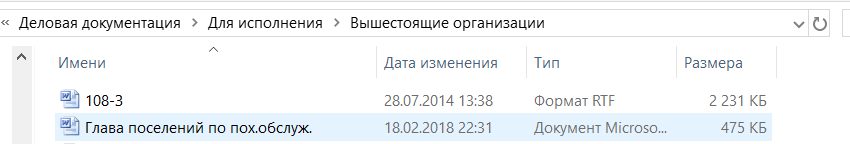 « Деловая документация > Для исполнения > Вышестоящие организации
Имени Дата изменения Тип Размера
108-3 28.07.2014 13:38 Формат RTF 2 231 КБ
Глава поселений по пох.обслуж. 18.02.2018 22:31 Документ Microso... 475 КБ